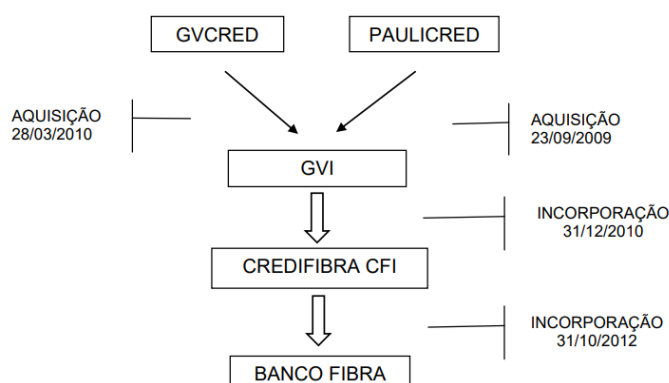 GVCRED
PAULICRED
AQUISIÇÃO
28/03/2010
AQUISIÇÃO
23/09/2009
GVI
INCORPORAÇÃO
31/12/2010
CREDIFIBRA CFI
INCORPORAÇÃO
31/10/2012
BANCO FIBRA